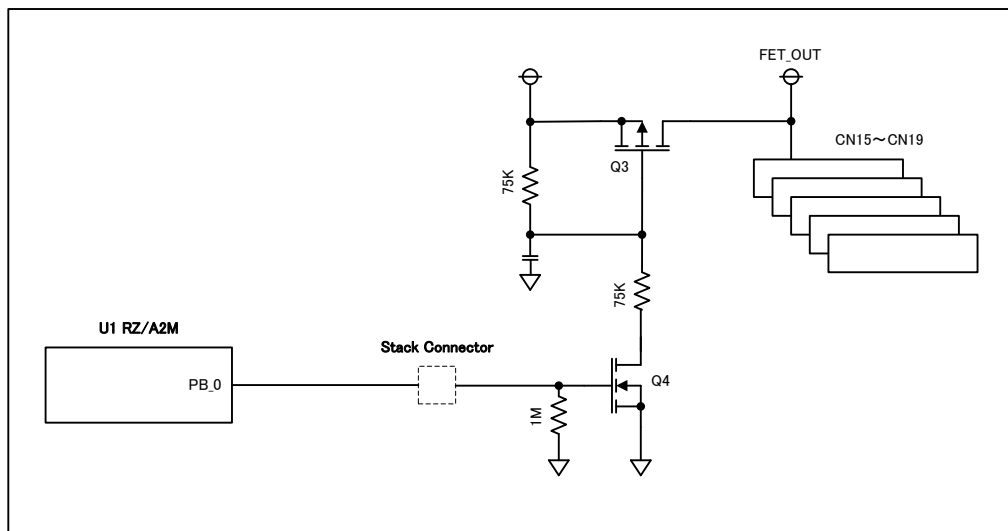 FET_OUT
CN15～CN19
Q3
75K
75K
U1 RZ/A2M
Stack Connector
PB_0
Q4
1M